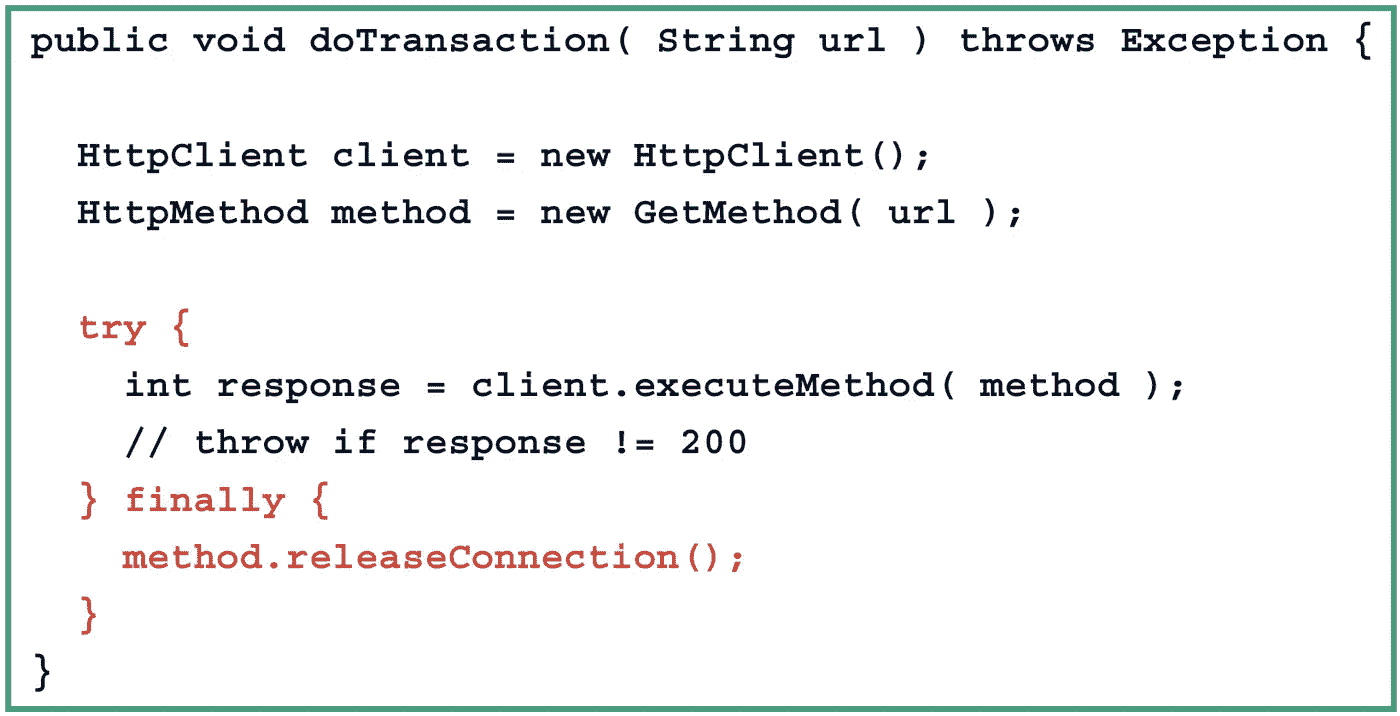 public void doTransaction( String url ) throws Exception {
HttpClient client = new HttpClient();
HttpMethod method = new GetMethod( url );
try {
int response = client.executeMethod( method );
// throw if response != 200
} finally {
method.releaseConnection();
}
}